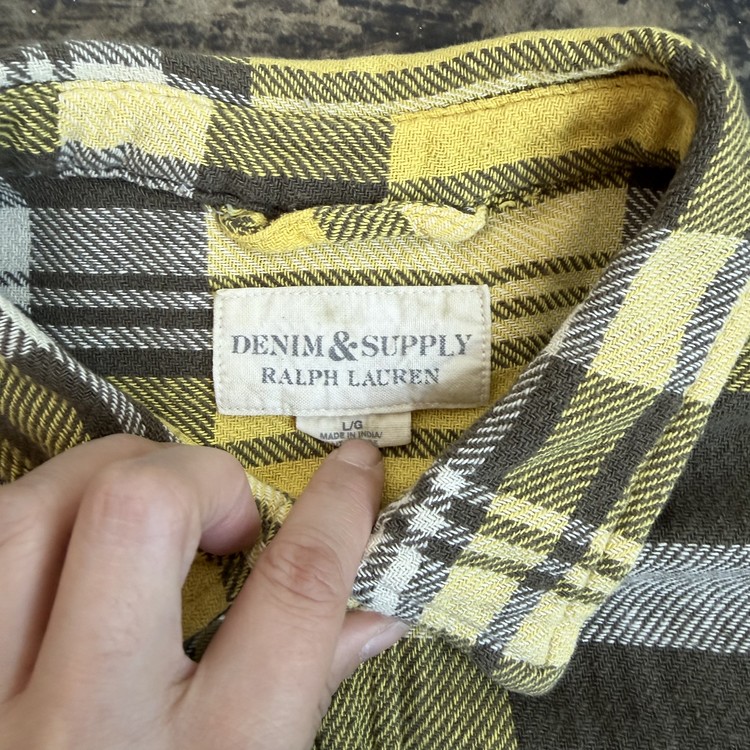 DENIM & SUPPLY
RALPH LAUREN
L/G
MADE IN INDIA/